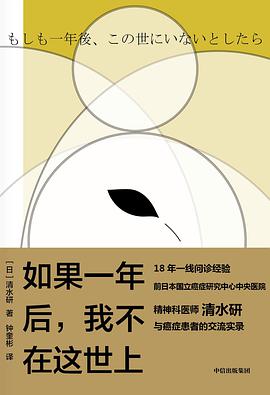 もしも一年後、この世にいないとしたら
[日]清水研 著
钟奎彬 译
如果一年
后，我不
在这世上
18年一线问诊经验
前日本国立癌症研究中心中央医院
精神科医师 清水研
与癌症患者的交流实录
中信出版集团